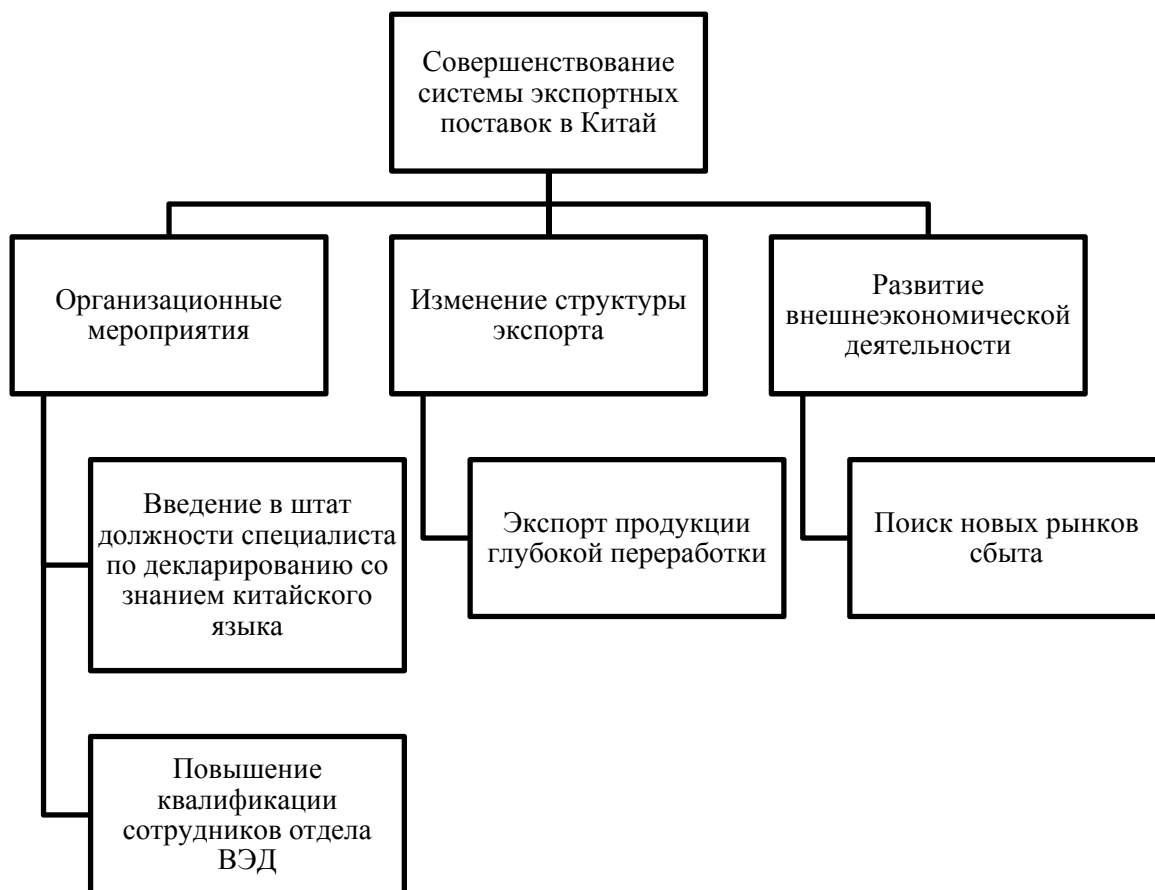 Совершенствование
системы экспортных
поставок в Китай
Организационные
мероприятия
Изменение структуры
экспорта
Развитие
внешнеэкономической
деятельности
Введение в штат
должности специалиста
по декларированию со
знанием китайского
языка
Экспорт продукции
глубокой переработки
Поиск новых рынков
сбыта
Повышение
квалификации
сотрудников отдела
ВЭД